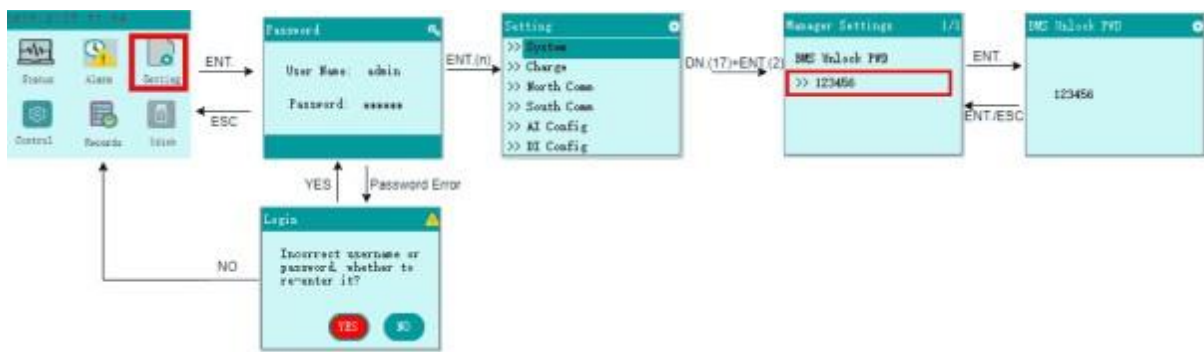 Status
Alarm
Setting
Control
Records
ENT.
ESC
Password
User Name: admin
Password: ******
ENT.(n)
Setting
>> System
>> Charge
>> North Comm
>> South Comm
>> AI Config
>> DI Config
DN.(17)+ENT.(2)
Manager Settings 1/1
BMS Unlock PWD
>> 123456
ENT.
ENT./ESC
BMS Unlock PWD
123456
YES
Password Error
NO
Login
Incorrect username or
password, whether to
re-enter it?
YES
NO